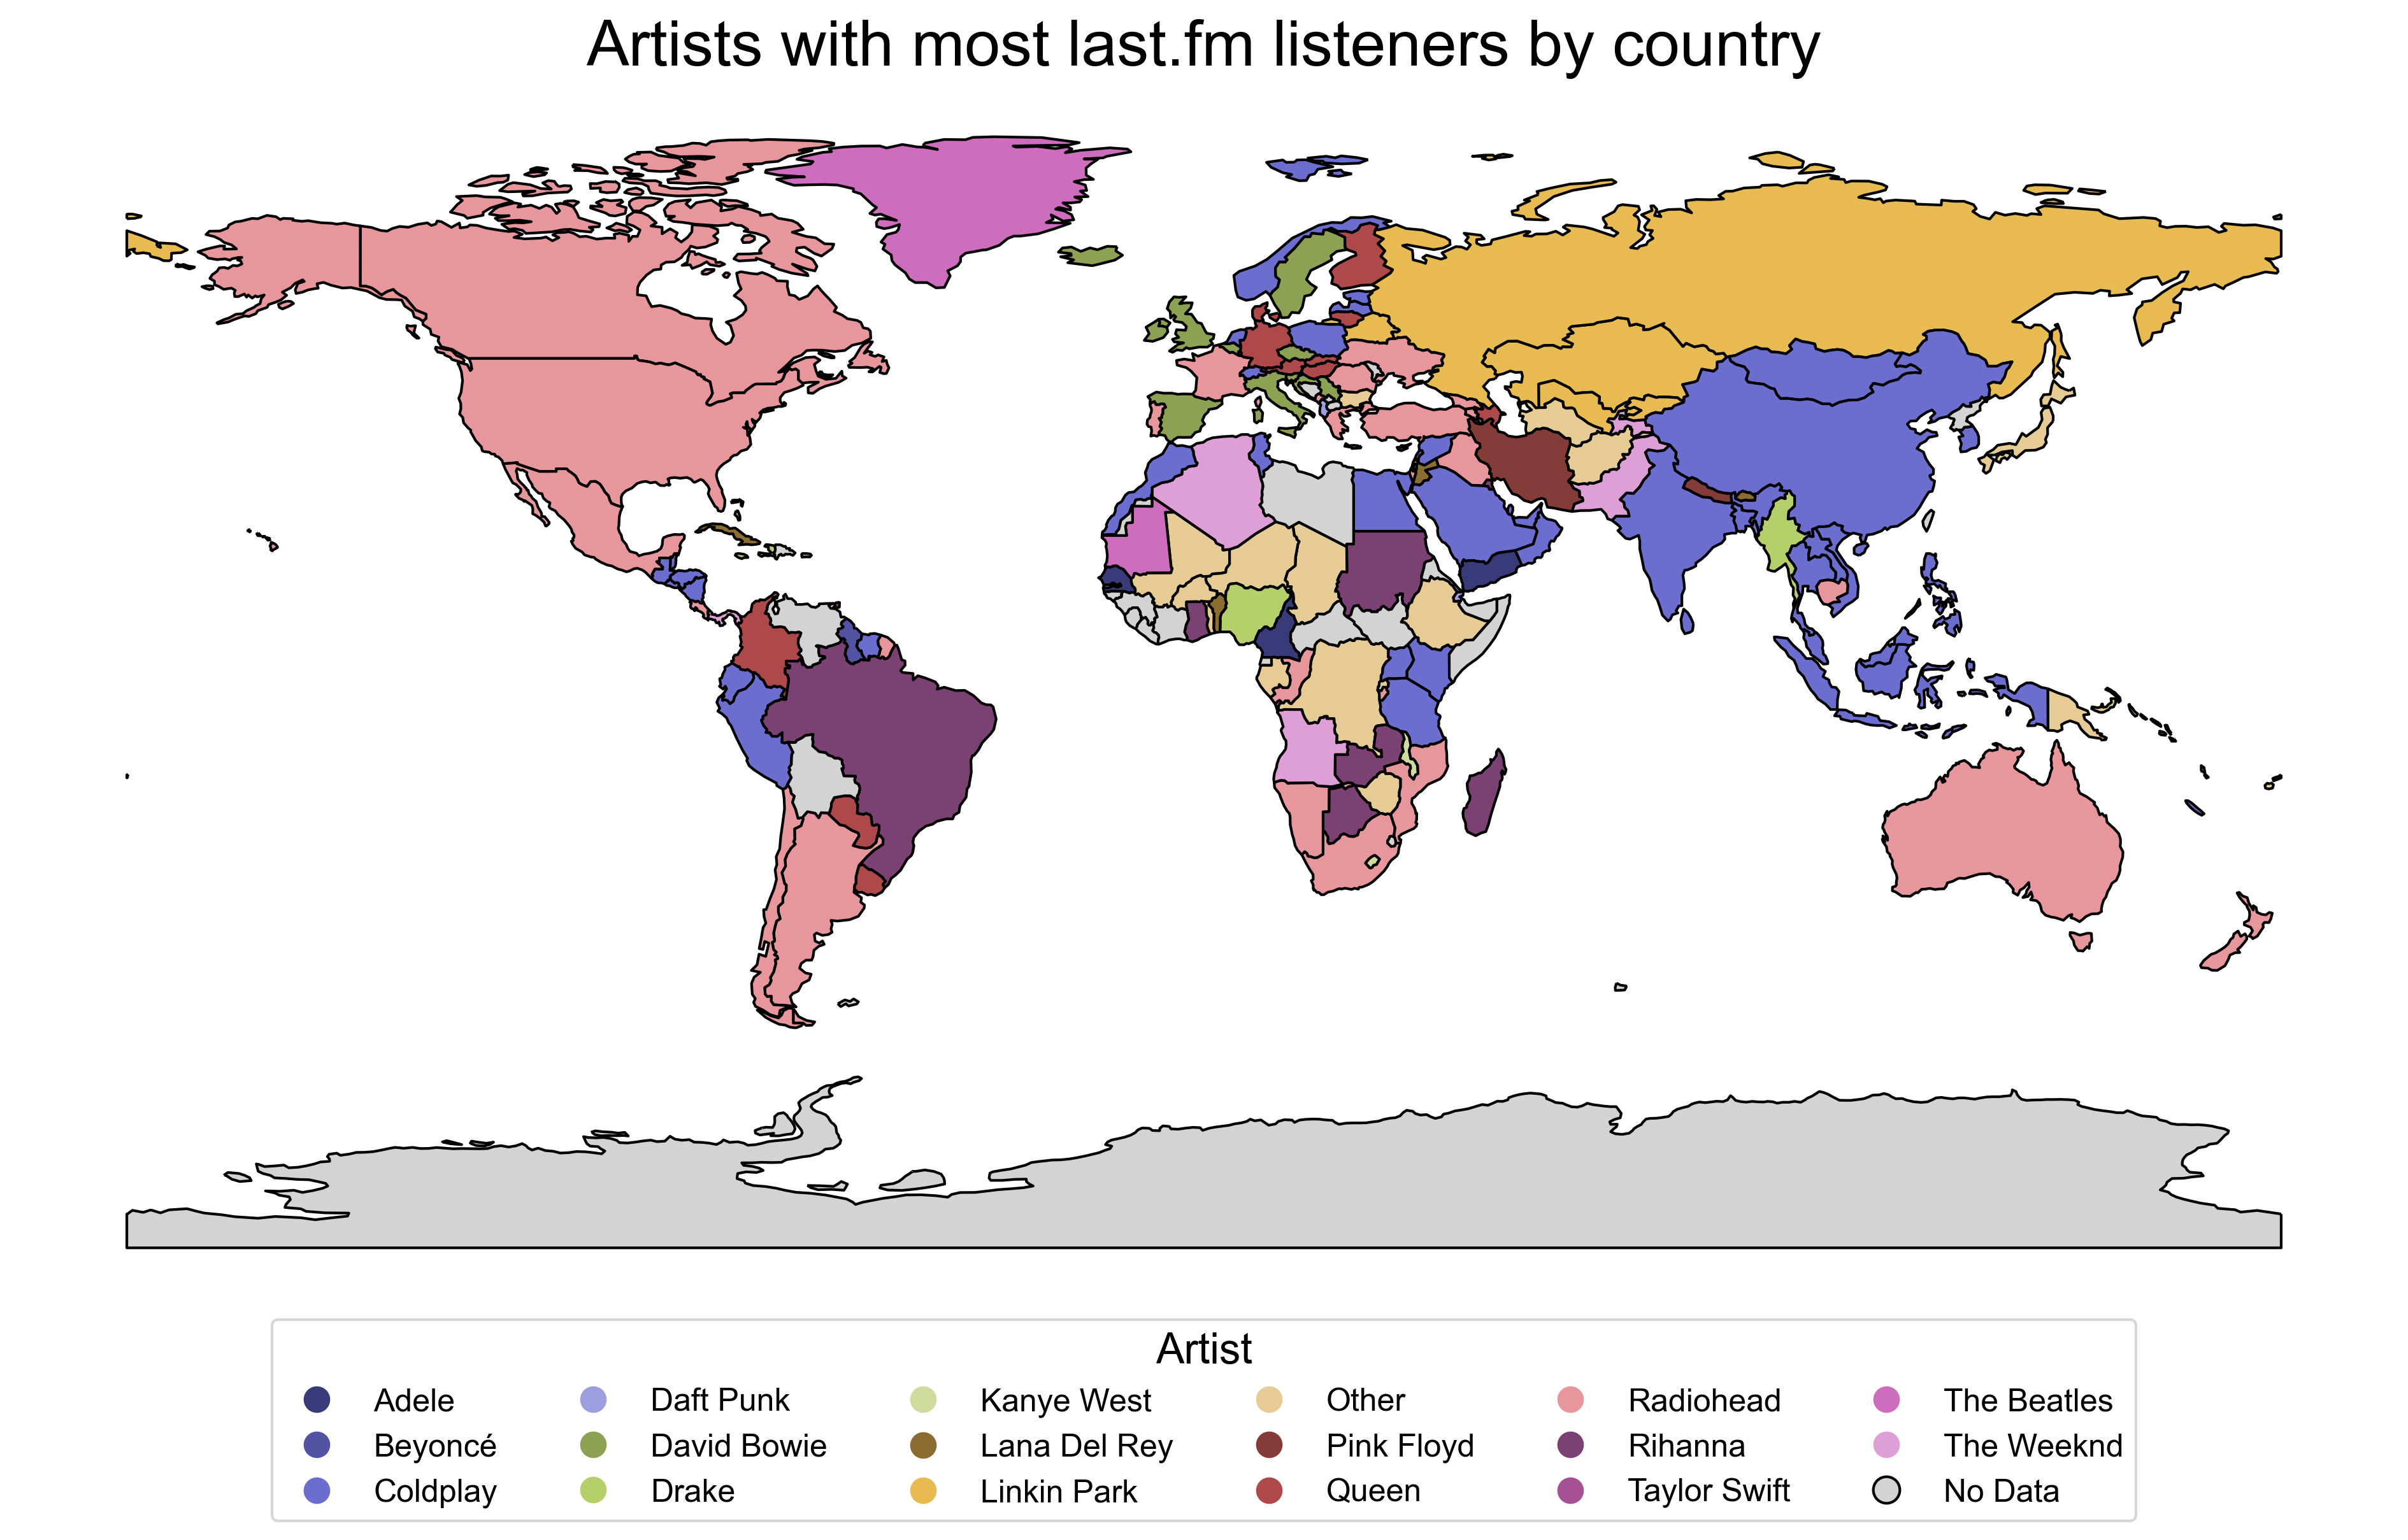 Artists with most last.fm listeners by country
Artist
Adele
Beyoncé
Coldplay
Daft Punk
David Bowie
Drake
Kanye West
Lana Del Rey
Linkin Park
Other
Pink Floyd
Queen
Radiohead
Rihanna
Taylor Swift
The Beatles
The Weeknd
No Data